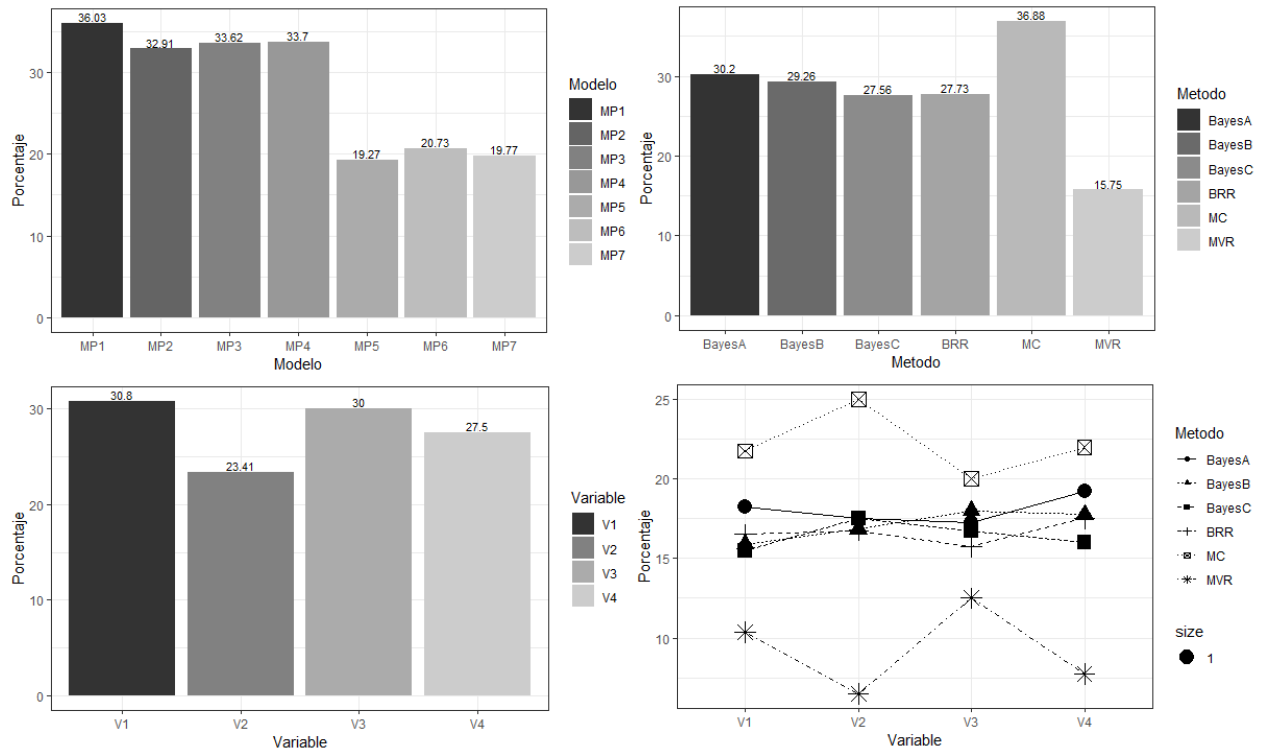 36.03
32.91
33.62
33.7
19.27
20.73
19.77
30
20
10
0
Porcentaje
MP1 MP2 MP3 MP4 MP5 MP6 MP7
Modelo
Modelo
MP1
MP2
MP3
MP4
MP5
MP6
MP7
30.2
29.26
27.56
27.73
36.88
15.75
30
20
10
0
Porcentaje
BayesA BayesB BayesC BRR MC MVR
Metodo
Metodo
BayesA
BayesB
BayesC
BRR
MC
MVR
30.8
23.41
30
27.5
30
20
10
0
Porcentaje
V1 V2 V3 V4
Variable
Variable
V1
V2
V3
V4
25
20
15
10
Porcentaje
V1 V2 V3 V4
Variable
Metodo
BayesA
BayesB
BayesC
BRR
MC
MVR
size
1